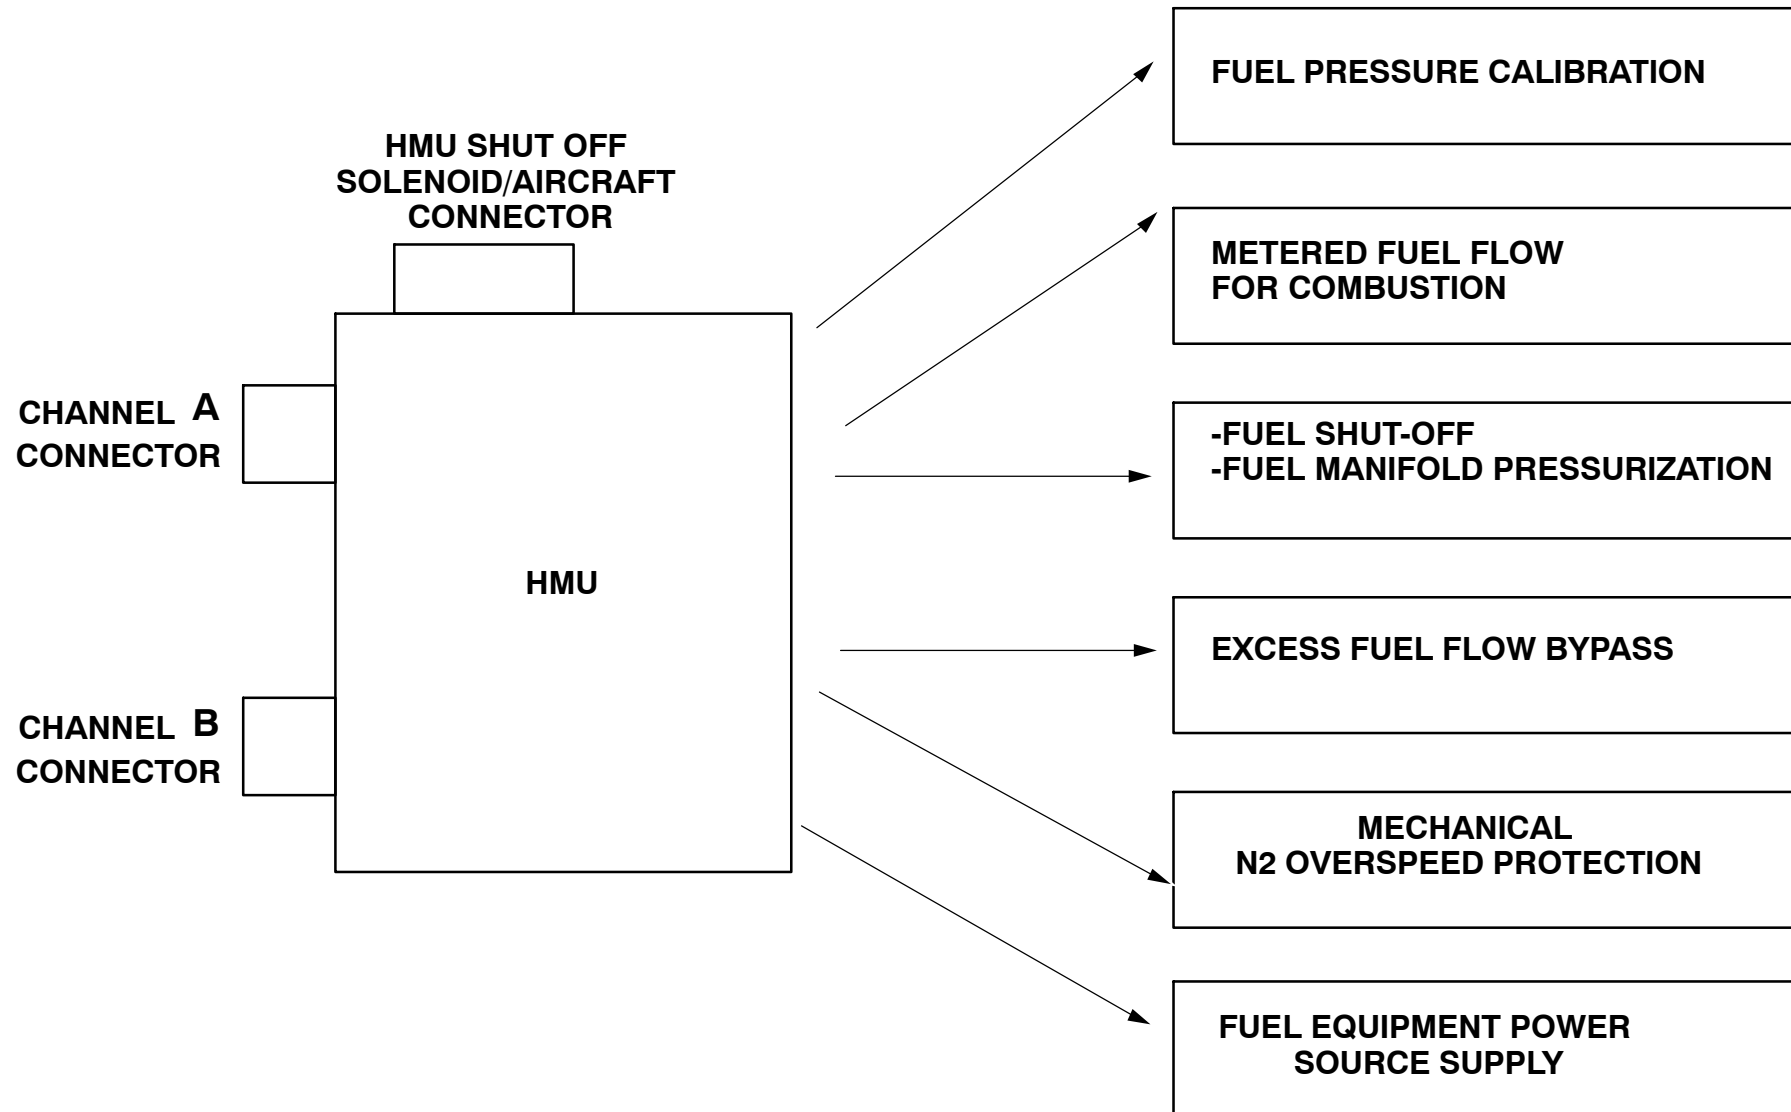 FUEL PRESSURE CALIBRATION
HMU SHUT OFF
SOLENOID/AIRCRAFT
CONNECTOR
METERED FUEL FLOW
FOR COMBUSTION
CHANNEL A
CONNECTOR
-FUEL SHUT-OFF
-FUEL MANIFOLD PRESSURIZATION
HMU
EXCESS FUEL FLOW BYPASS
CHANNEL B
CONNECTOR
MECHANICAL
N2 OVERSPEED PROTECTION
FUEL EQUIPMENT POWER
SOURCE SUPPLY